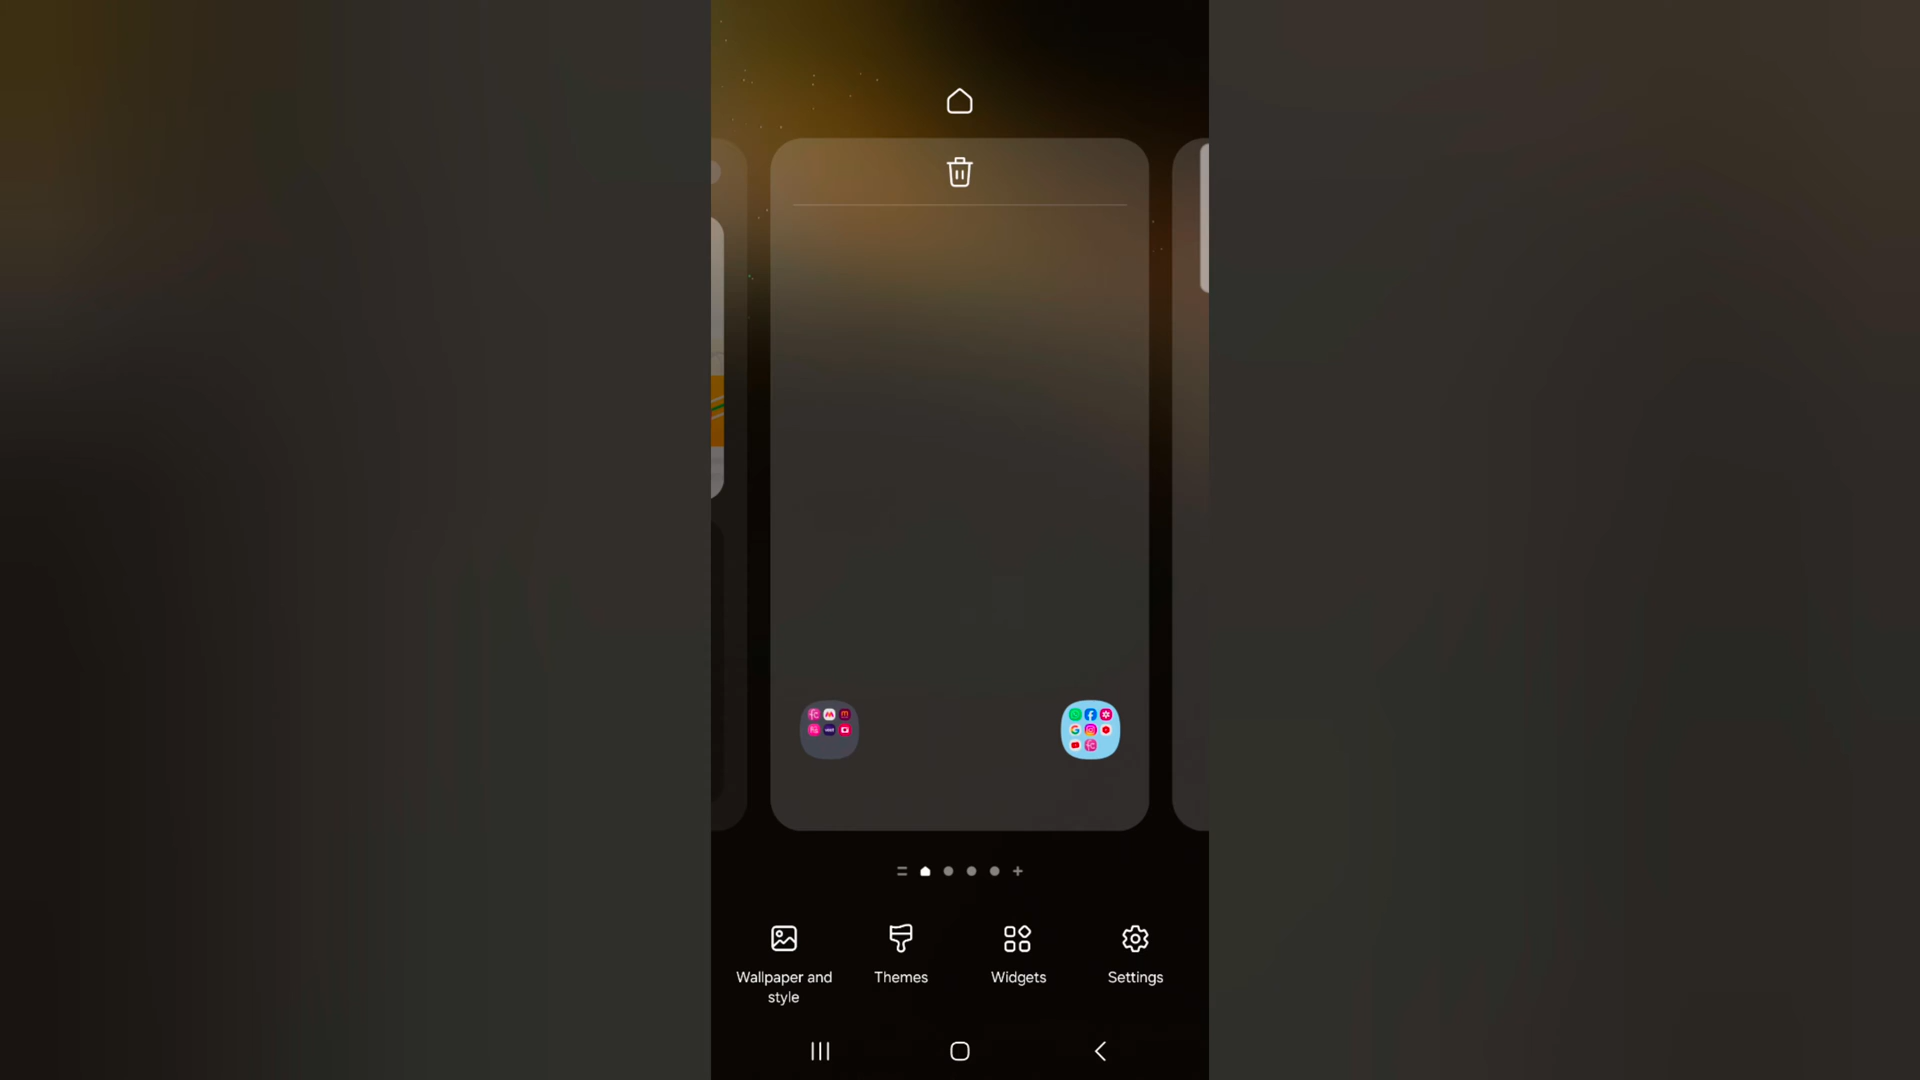 Wallpaper and
style
Themes
Widgets
Settings